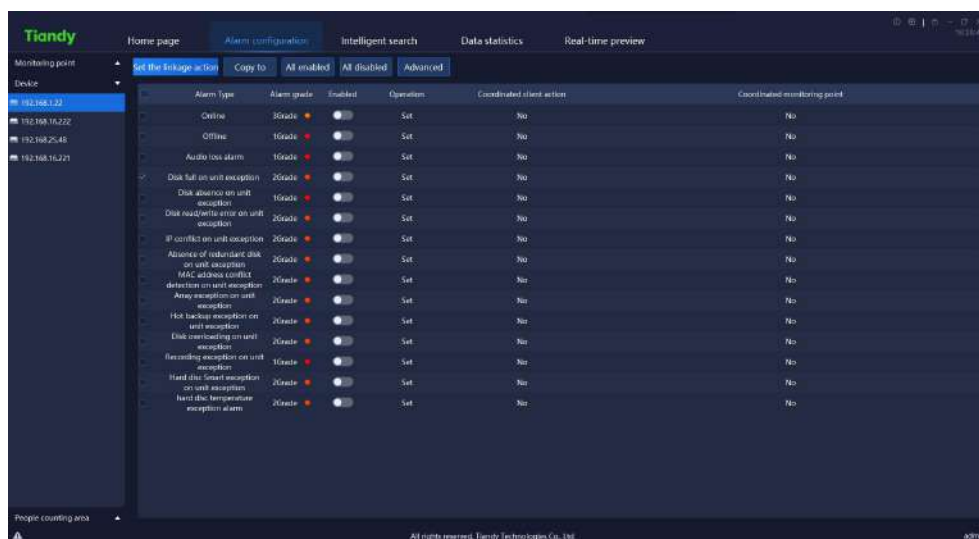 Tiandy
Home page Alarm configuration Intelligent search Data statistics Real-time preview
Monitoring point
Set the linkage action Copy to All enabled All disabled Advanced
Device
Alarm Type Alarm grade Enabled Operation Coordinated client action Coordinated monitoring point
192.168.1.22
Online 3Grade Set No No
192.168.16.222
Offline 1Grade Set No No
192.168.25.48
Audio loss alarm 1Grade Set No No
192.168.16.221
Disk full on unit exception 2Grade Set No No
Disk absence on unit
exception
1Grade Set No No
Disk read/write error on unit
exception
2Grade Set No No
IP conflict on unit exception 2Grade Set No No
Absence of redundant disk
on unit exception
2Grade Set No No
MAC address conflict
detection on unit exception
2Grade Set No No
Array exception on unit
exception
2Grade Set No No
Hot backup exception on
unit exception
2Grade Set No No
Disk overloading on unit
exception
2Grade Set No No
Recording exception on unit
exception
1Grade Set No No
Hard disc Smart exception
on unit exception
2Grade Set No No
hard disc temperature
exception alarm
2Grade Set No No
People counting area
All rights reserved, Tiandy Technologies Co., Ltd